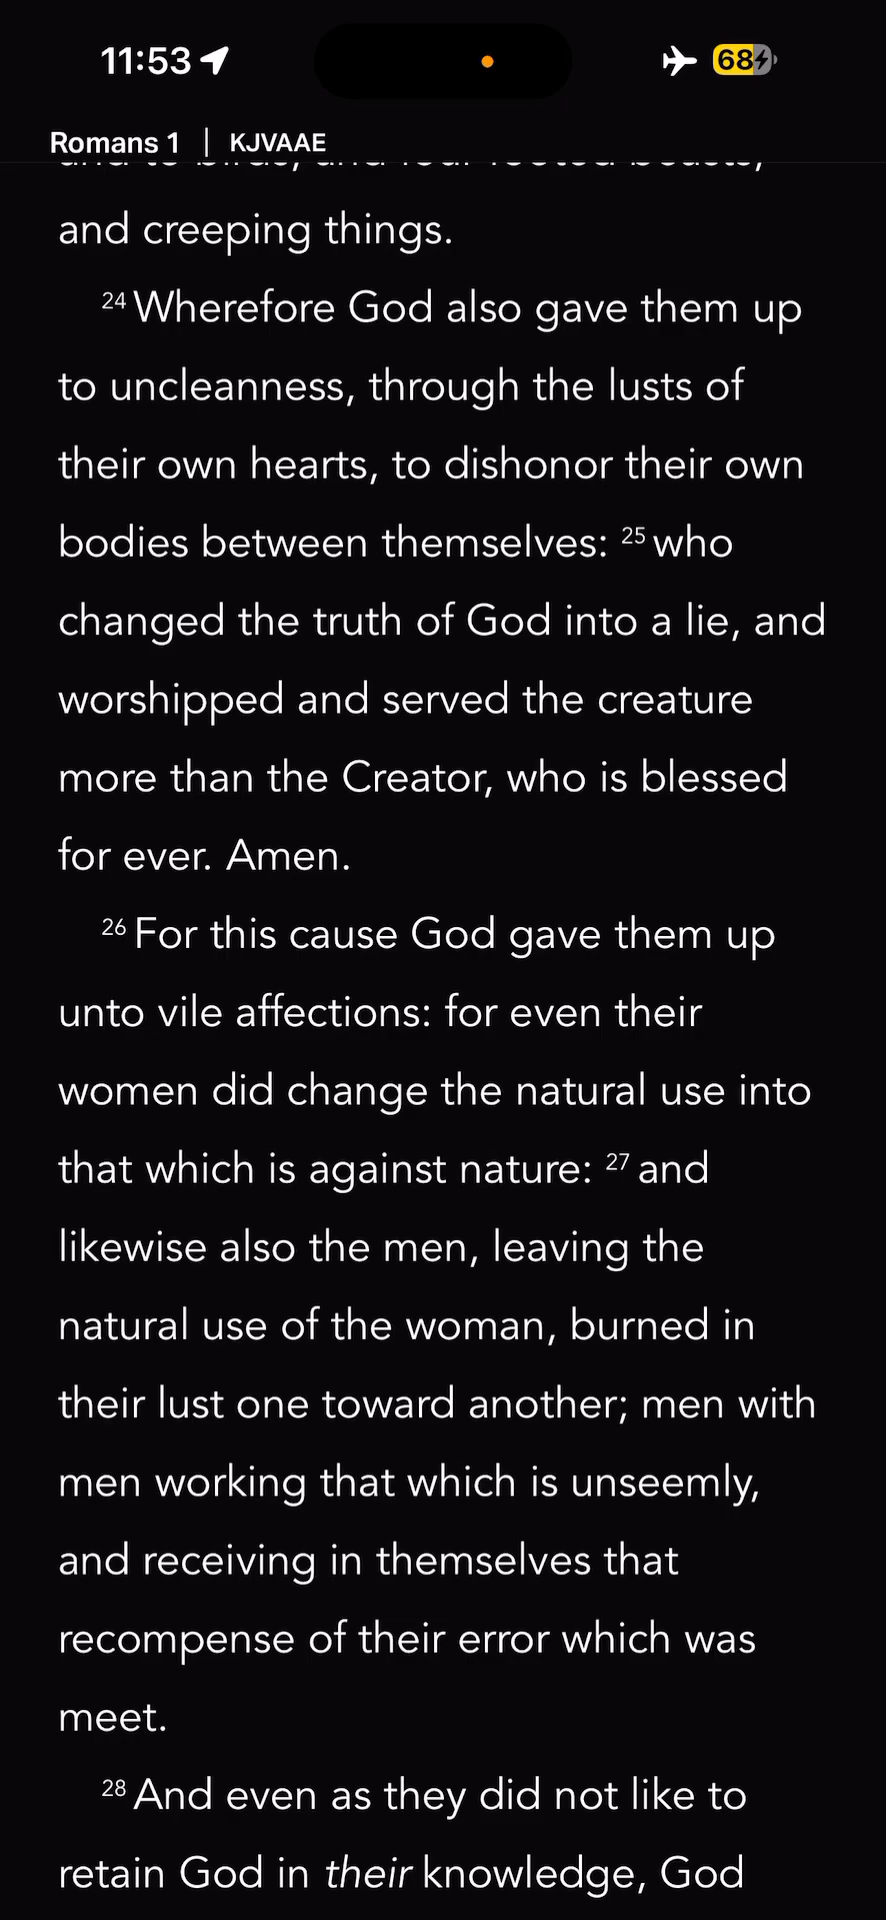 11:53
68
Romans 1 | KJVAAE
and to birds, and four-footed beasts,
and creeping things.
24 Wherefore God also gave them up
to uncleanness, through the lusts of
their own hearts, to dishonor their own
bodies between themselves: 25 who
changed the truth of God into a lie, and
worshipped and served the creature
more than the Creator, who is blessed
for ever. Amen.
26 For this cause God gave them up
unto vile affections: for even their
women did change the natural use into
that which is against nature: 27 and
likewise also the men, leaving the
natural use of the woman, burned in
their lust one toward another; men with
men working that which is unseemly,
and receiving in themselves that
recompense of their error which was
meet.
28 And even as they did not like to
retain God in their knowledge, God